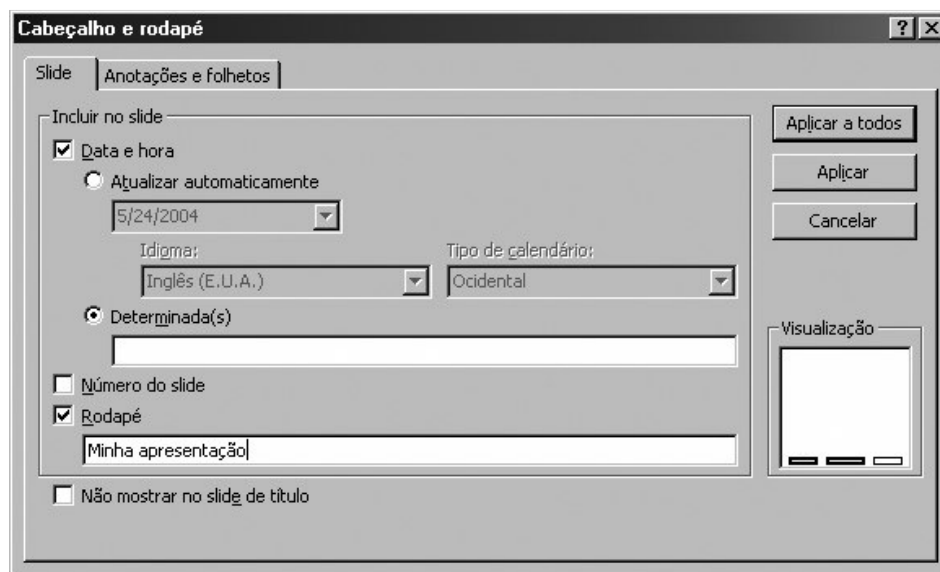 Cabeçalho e rodapé
Slide
Anotações e folhetos
Incluir no slide
Data e hora
Atualizar automaticamente
5/24/2004
Idioma:
Tipo de calendário:
Inglês (E.U.A.)
Ocidental
Determinada(s)
Número do slide
Rodapé
Minha apresentação
Não mostrar no slide de título
Aplicar a todos
Aplicar
Cancelar
Visualização